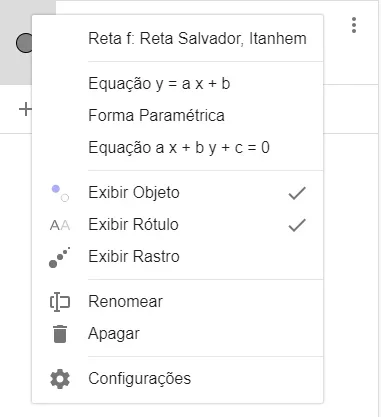 Reta f: Reta Salvador, Itanhem
Equação y = a x + b
Forma Paramétrica
Equação a x + b y + c = 0
Exibir Objeto
AA Exibir Rótulo
Exibir Rastro
Renomear
Apagar
Configurações